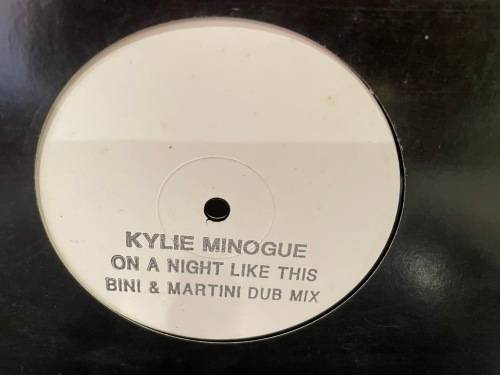 KYLIE MINOGUE
ON A NIGHT LIKE THIS
BINI & MARTINI DUB MIX